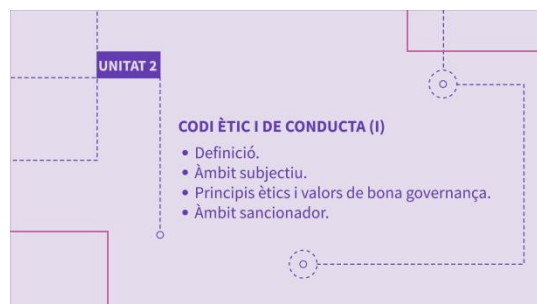 UNITAT 2
CODI ÈTIC I DE CONDUCTA (I)
• Definició.
• Àmbit subjectiu.
• Principis ètics i valors de bona governança.
• Àmbit sancionador.